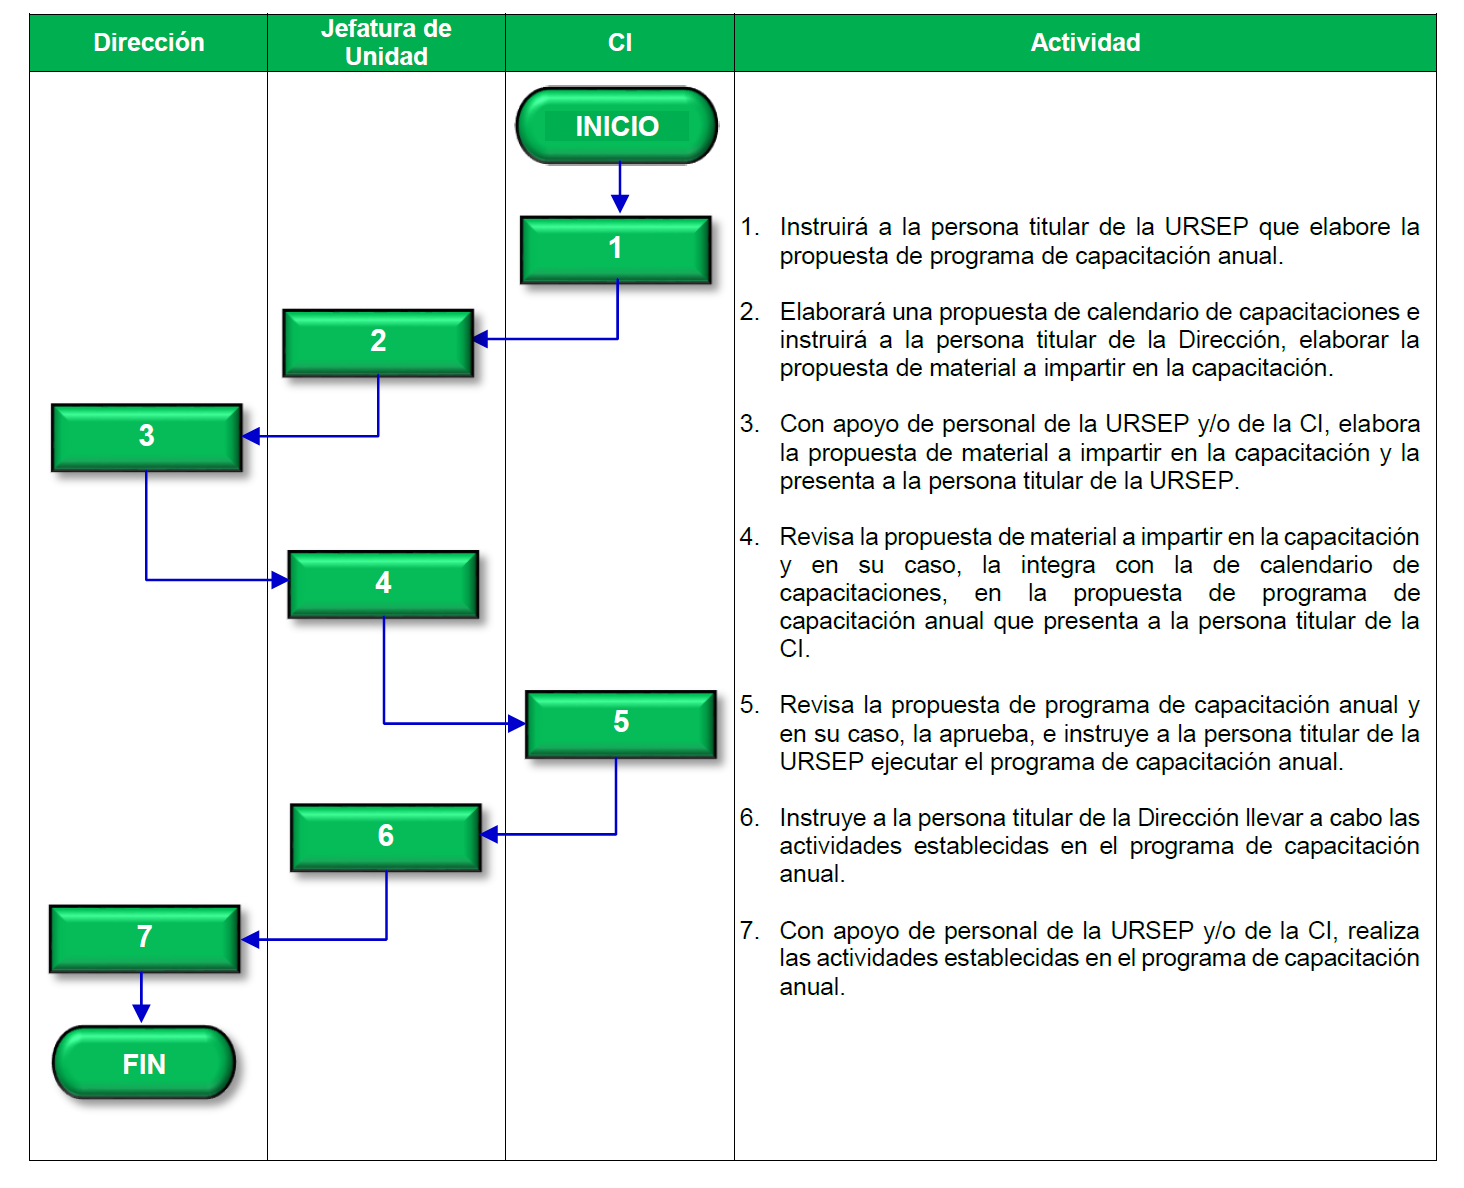 Dirección
Jefatura de
Unidad
CI
Actividad
INICIO
1
2
3
4
5
6
7
FIN
1. Instruirá a la persona titular de la URSEP que elabore la
propuesta de programa de capacitación anual.
2. Elaborará una propuesta de calendario de capacitaciones e
instruirá a la persona titular de la Dirección, elaborar la
propuesta de material a impartir en la capacitación.
3. Con apoyo de personal de la URSEP y/o de la CI, elabora
la propuesta de material a impartir en la capacitación y la
presenta a la persona titular de la URSEP.
4. Revisa la propuesta de material a impartir en la capacitación
y en su caso, la integra con la de calendario de
capacitaciones, en la propuesta de programa de
capacitación anual que presenta a la persona titular de la
CI.
5. Revisa la propuesta de programa de capacitación anual y
en su caso, la aprueba, e instruye a la persona titular de la
URSEP ejecutar el programa de capacitación anual.
6. Instruye a la persona titular de la Dirección llevar a cabo las
actividades establecidas en el programa de capacitación
anual.
7. Con apoyo de personal de la URSEP y/o de la CI, realiza
las actividades establecidas en el programa de capacitación
anual.